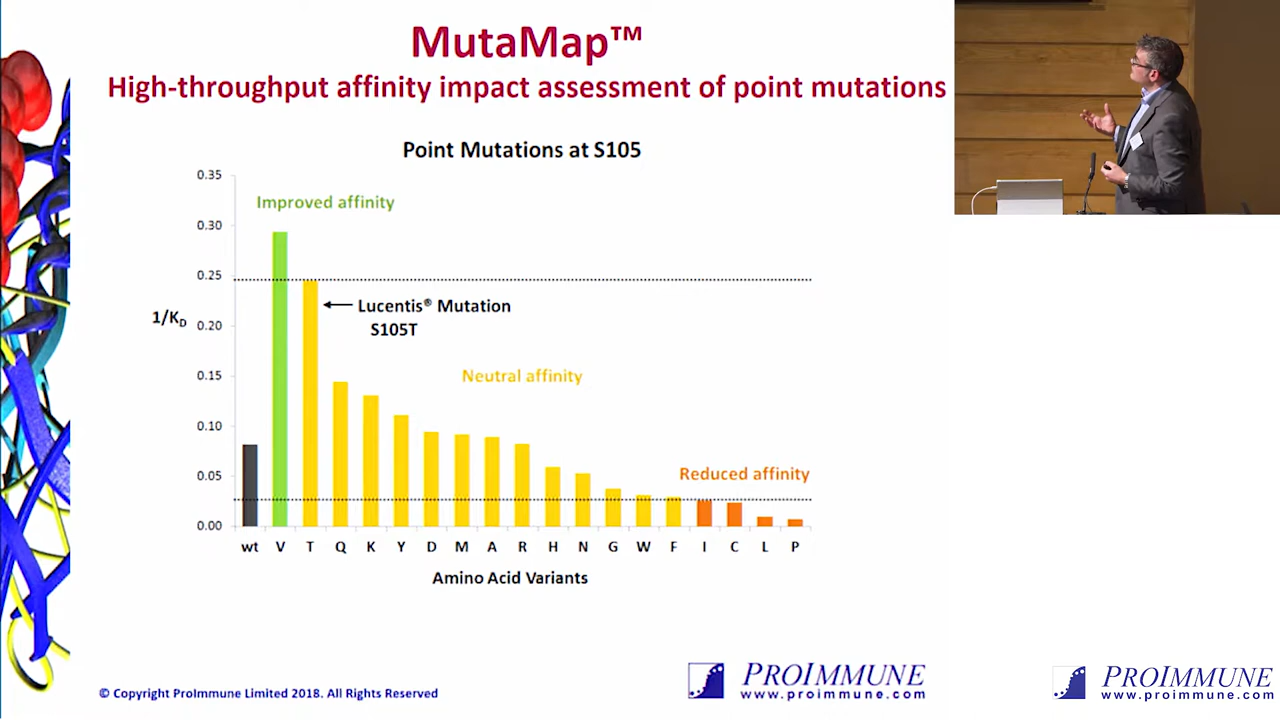 MutaMap™
High-throughput affinity impact assessment of point mutations
Point Mutations at S105
0.35
Improved affinity
0.30
0.25
Lucentis® Mutation
S105T
1/KD
0.20
0.15
Neutral affinity
0.10
0.05
Reduced affinity
0.00
wt V T Q K Y D M A R H N G W F I C L P
Amino Acid Variants
© Copyright ProImmune Limited 2018. All Rights Reserved
PROIMMUNE
www.proimmune.com
PROIMMUNE
www.proimmune.com